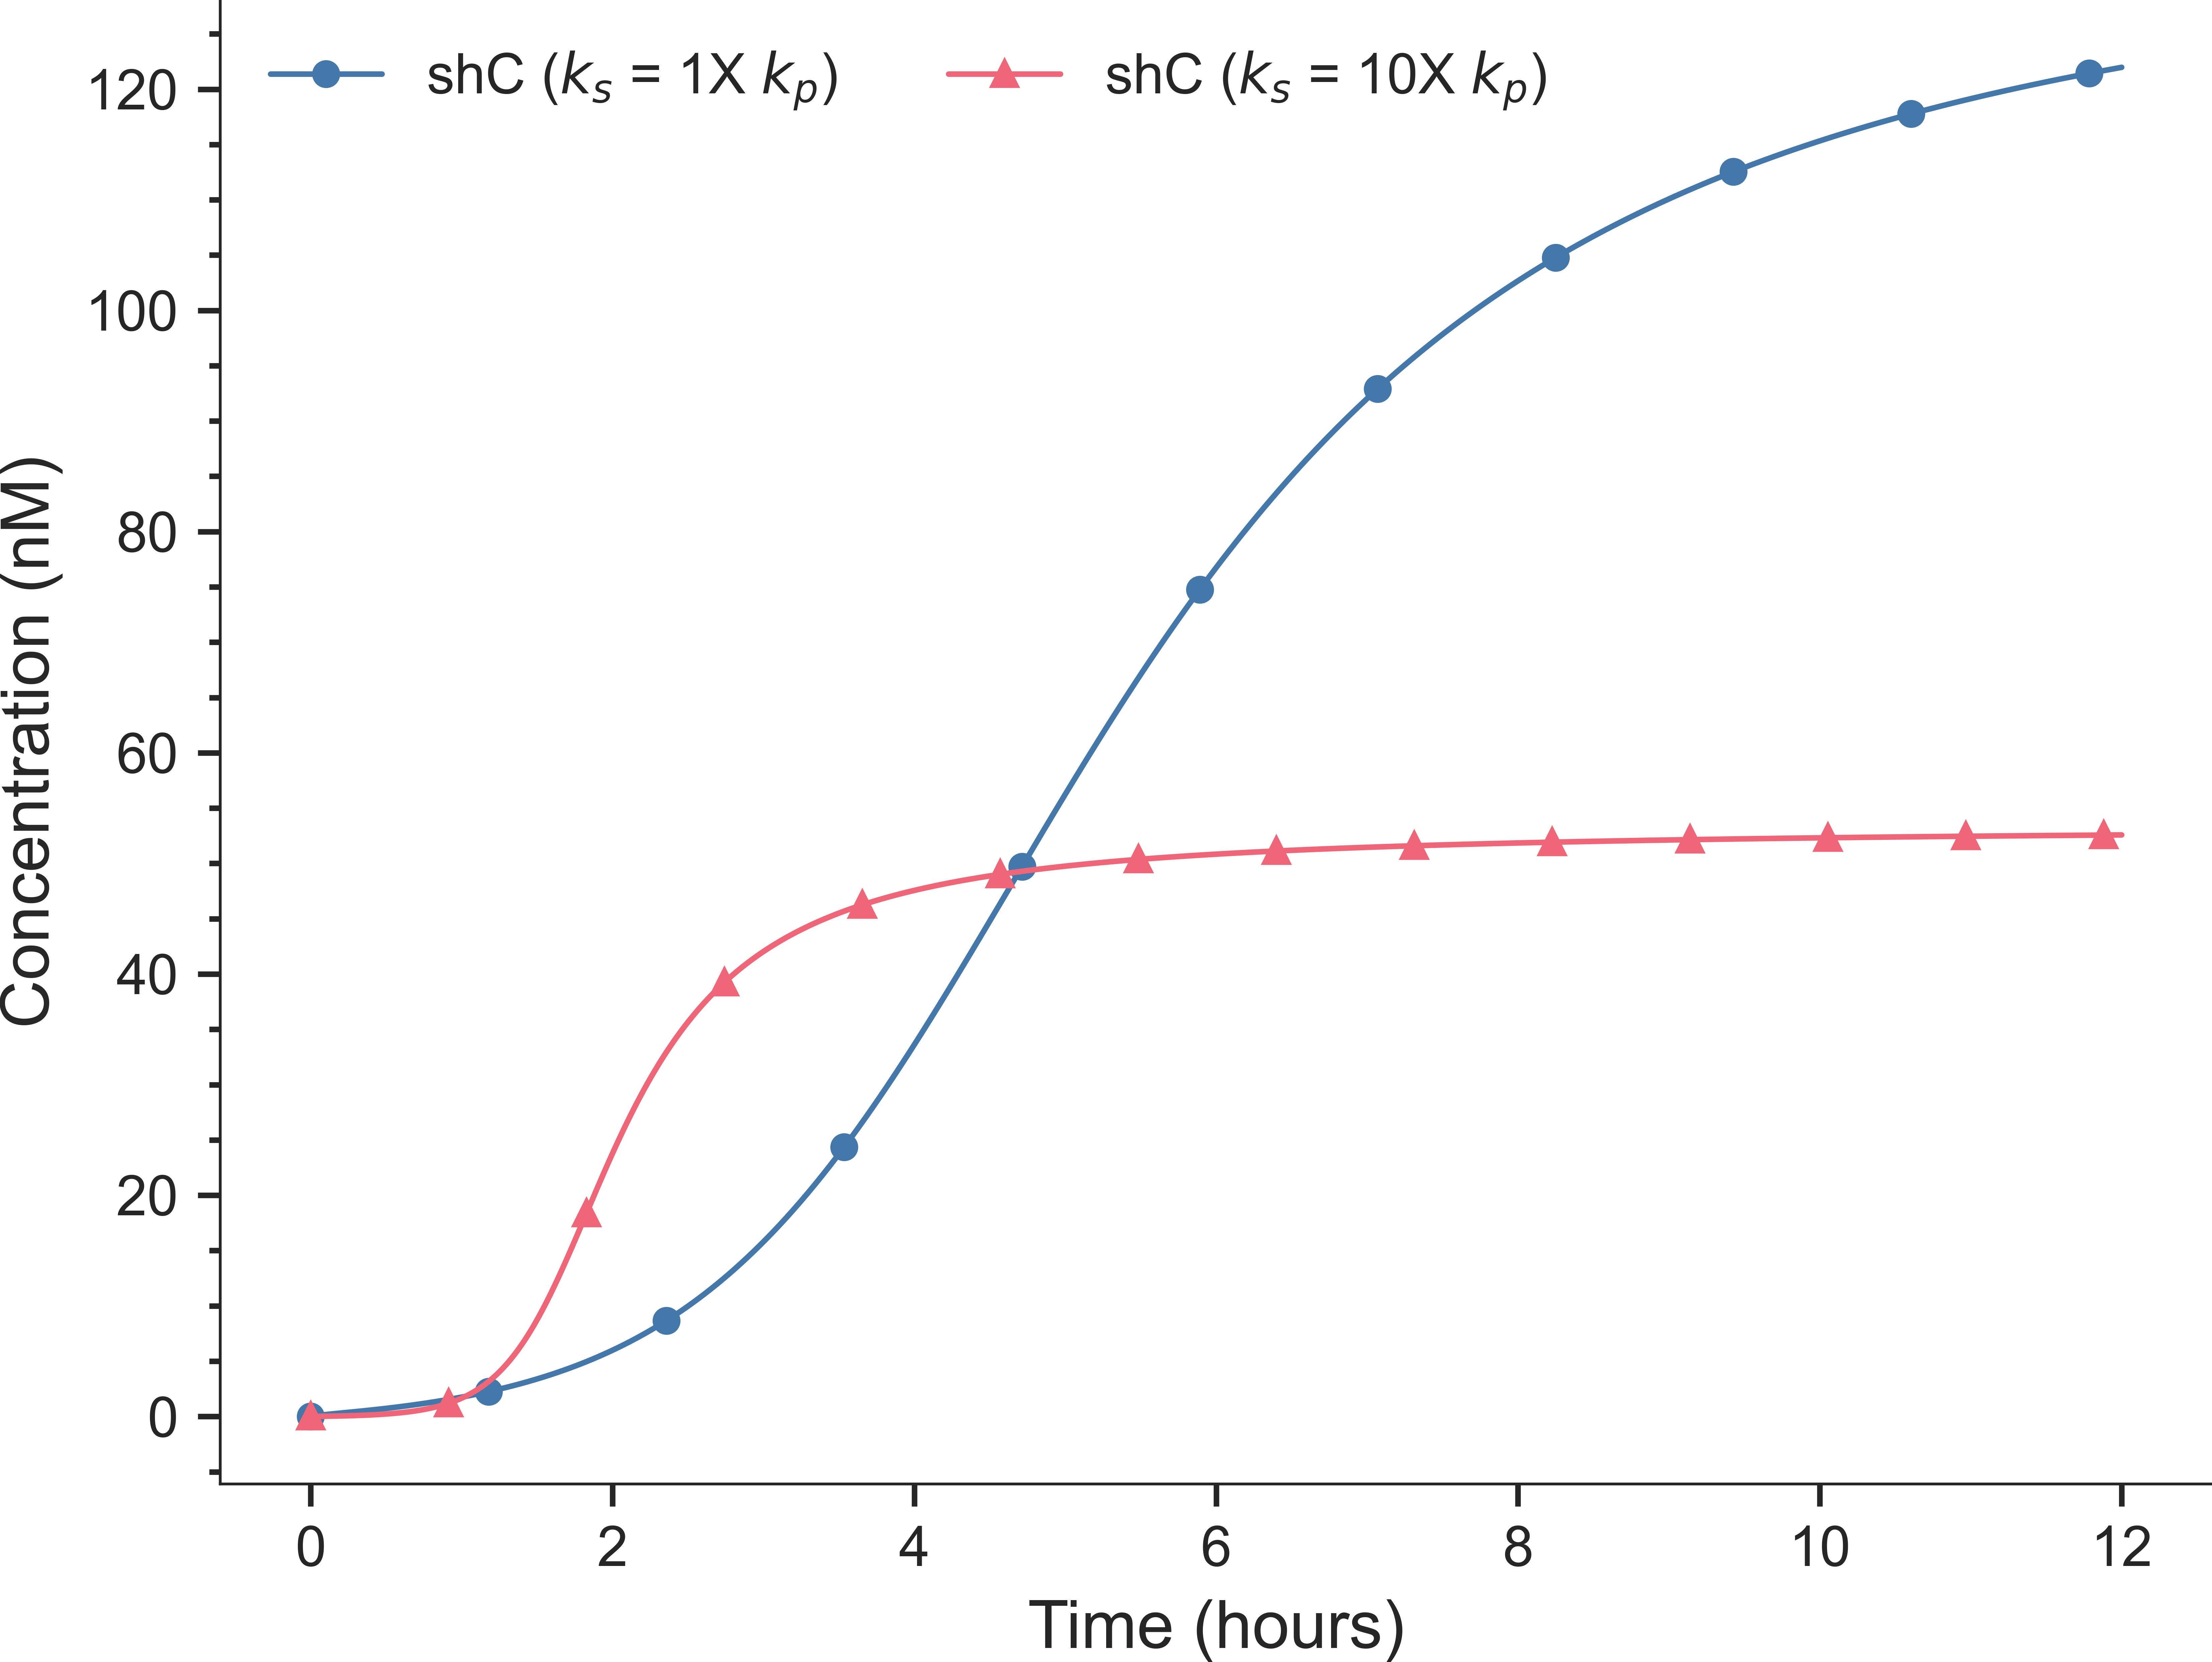 shC (ks = 1X kp)
shC (ks = 10X kp)
Concentration (nM)
120
100
80
60
40
20
0
0 2 4 6 8 10 12
Time (hours)